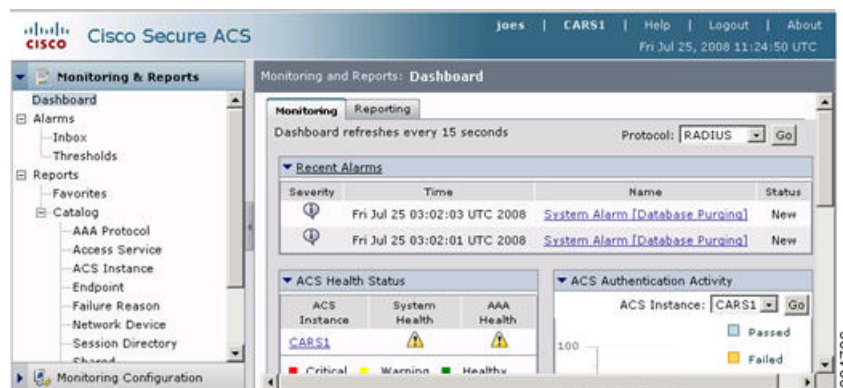 joes | CARS1 | Help | Logout | About
CISCO
Cisco Secure ACS
Fri Jul 25, 2008 11:24:50 UTC
Monitoring & Reports
Dashboard
Alarms
Inbox
Thresholds
Reports
Favorites
Catalog
AAA Protocol
Access Service
ACS Instance
Endpoint
Failure Reason
Network Device
Session Directory
Shared
Monitoring Configuration
Monitoring and Reports: Dashboard
Monitoring Reporting
Dashboard refreshes every 15 seconds
Protocol: RADIUS Go
Recent Alarms
Severity Time Name Status
Fri Jul 25 03:02:03 UTC 2008 System Alarm [Database Purging] New
Fri Jul 25 03:02:01 UTC 2008 System Alarm [Database Purging] New
ACS Health Status
ACS Instance System Health AAA Health
CARS1
Critical Warning Healthy
ACS Authentication Activity
ACS Instance: CARS1 Go
100
Passed
Failed